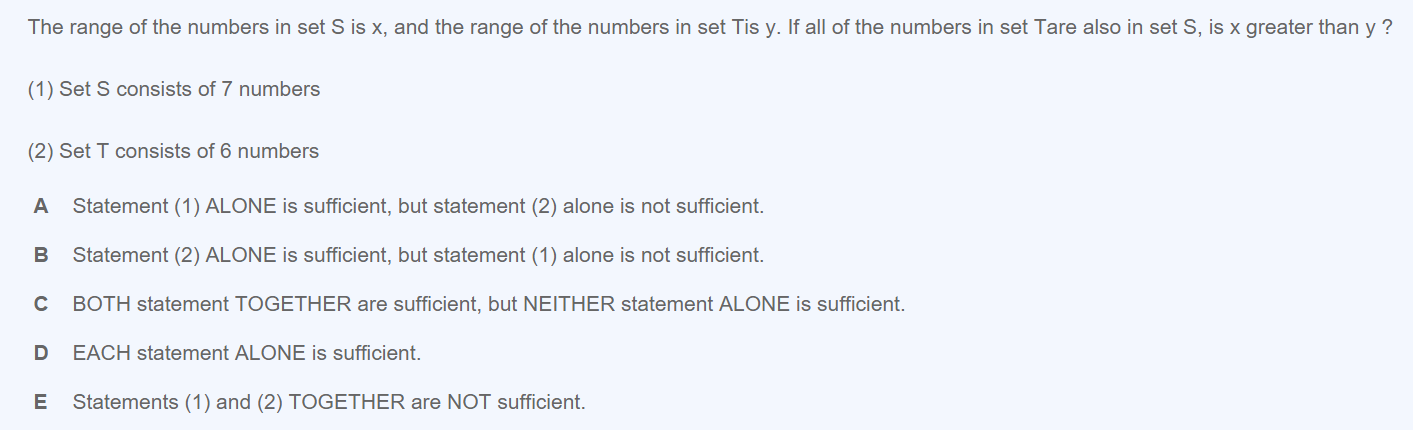 The range of the numbers in set S is x, and the range of the numbers in set Tis y. If all of the numbers in set Tare also in set S, is x greater than y ?
(1) Set S consists of 7 numbers
(2) Set T consists of 6 numbers
A Statement (1) ALONE is sufficient, but statement (2) alone is not sufficient.
B Statement (2) ALONE is sufficient, but statement (1) alone is not sufficient.
C BOTH statement TOGETHER are sufficient, but NEITHER statement ALONE is sufficient.
D EACH statement ALONE is sufficient.
E Statements (1) and (2) TOGETHER are NOT sufficient.